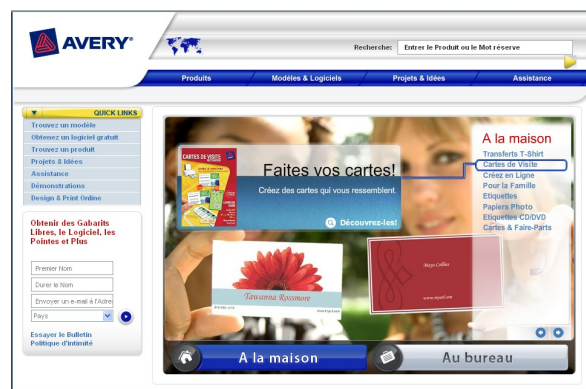 AVERY
Recherche:
Entrer le Produit ou le Mot réserve
Produits
Modèles & Logiciels
Projets & Idées
Assistance
QUICK LINKS
Trouvez un modèle
Obtenez un logiciel gratuit
Trouvez un produit
Projets & Idées
Assistance
Démonstrations
Design & Print Online
Obtenir des Gabarits
Libres, le Logiciel, les
Pointes et Plus
Premier Nom
Durer le Nom
Envoyer un e-mail à l'Adre
Pays
Essayer le Bulletin
Politique d'intimité
CARTES DE VISITE
Faites vos cartes!
Créez des cartes qui vous ressemblent.
Découvrez-les!
A la maison
Transferts T-Shirt
Cartes de Visite
Créez en Ligne
Pour la Famille
Etiquettes
Papiers Photo
Etiquettes CD/DVD
Cartes & Faire-Parts
Tawanna Rossmore
Maya Collins
A la maison
Au bureau